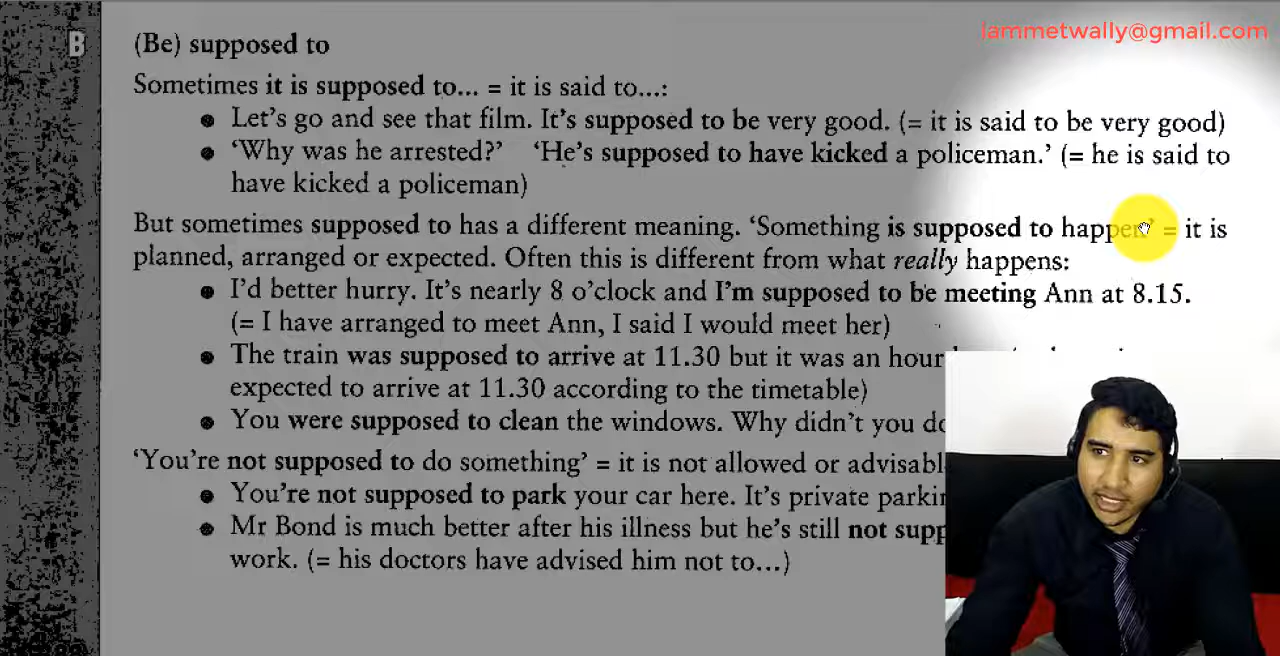 Iammetwally@gmail.com
B
(Be) supposed to
Sometimes it is supposed to... = it is said to...:
• Let's go and see that film. It's supposed to be very good. (= it is said to be very good)
• 'Why was he arrested?' 'He's supposed to have kicked a policeman.' (= he is said to
have kicked a policeman)
But sometimes supposed to has a different meaning. 'Something is supposed to happen' = it is
planned, arranged or expected. Often this is different from what really happens:
• I'd better hurry. It's nearly 8 o'clock and I'm supposed to be meeting Ann at 8.15.
(= I have arranged to meet Ann, I said I would meet her)
• The train was supposed to arrive at 11.30 but it was an hour
expected to arrive at 11.30 according to the timetable)
• You were supposed to clean the windows. Why didn't you do
'You're not supposed to do something' = it is not allowed or advisabl
• You're not supposed to park your car here. It's private parkin
• Mr Bond is much better after his illness but he's still not supp
work. (= his doctors have advised him not to...)